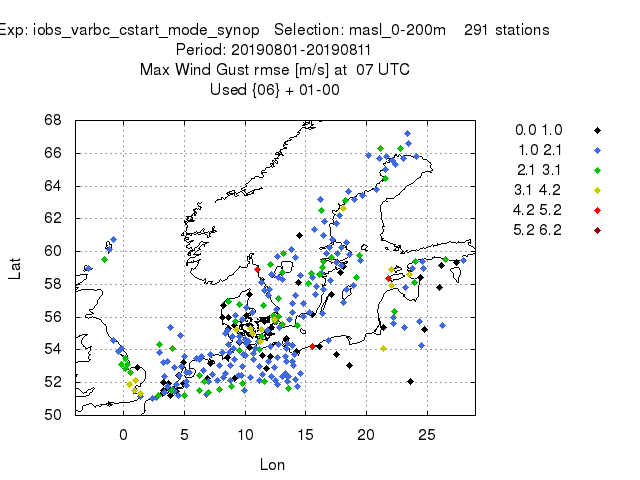 Exp: iobs_varbc_cstart_mode_synop Selection: masl_0-200m 291 stations
Period: 20190801-20190811
Max Wind Gust rmse [m/s] at 07 UTC
Used {06} + 01-00
68
66
64
62
60
58
56
54
52
50
Lat
0 5 10 15 20 25
Lon
0.0 1.0
1.0 2.1
2.1 3.1
3.1 4.2
4.2 5.2
5.2 6.2